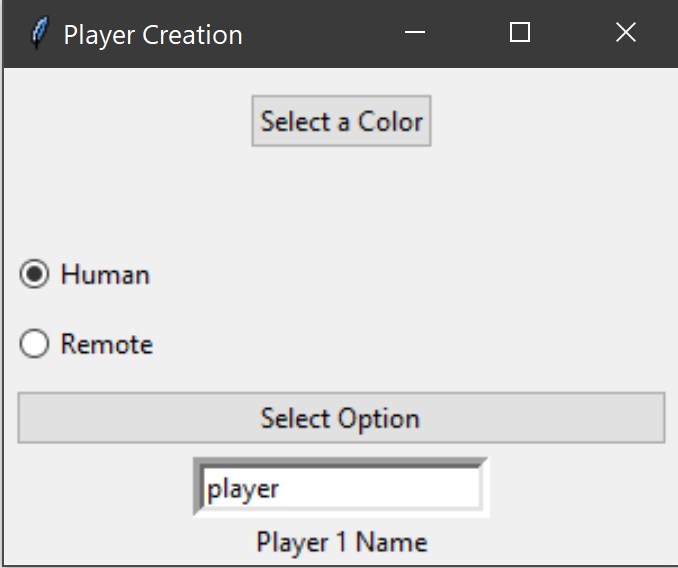 Player Creation
Select a Color
Human
Remote
Select Option
player
Player 1 Name